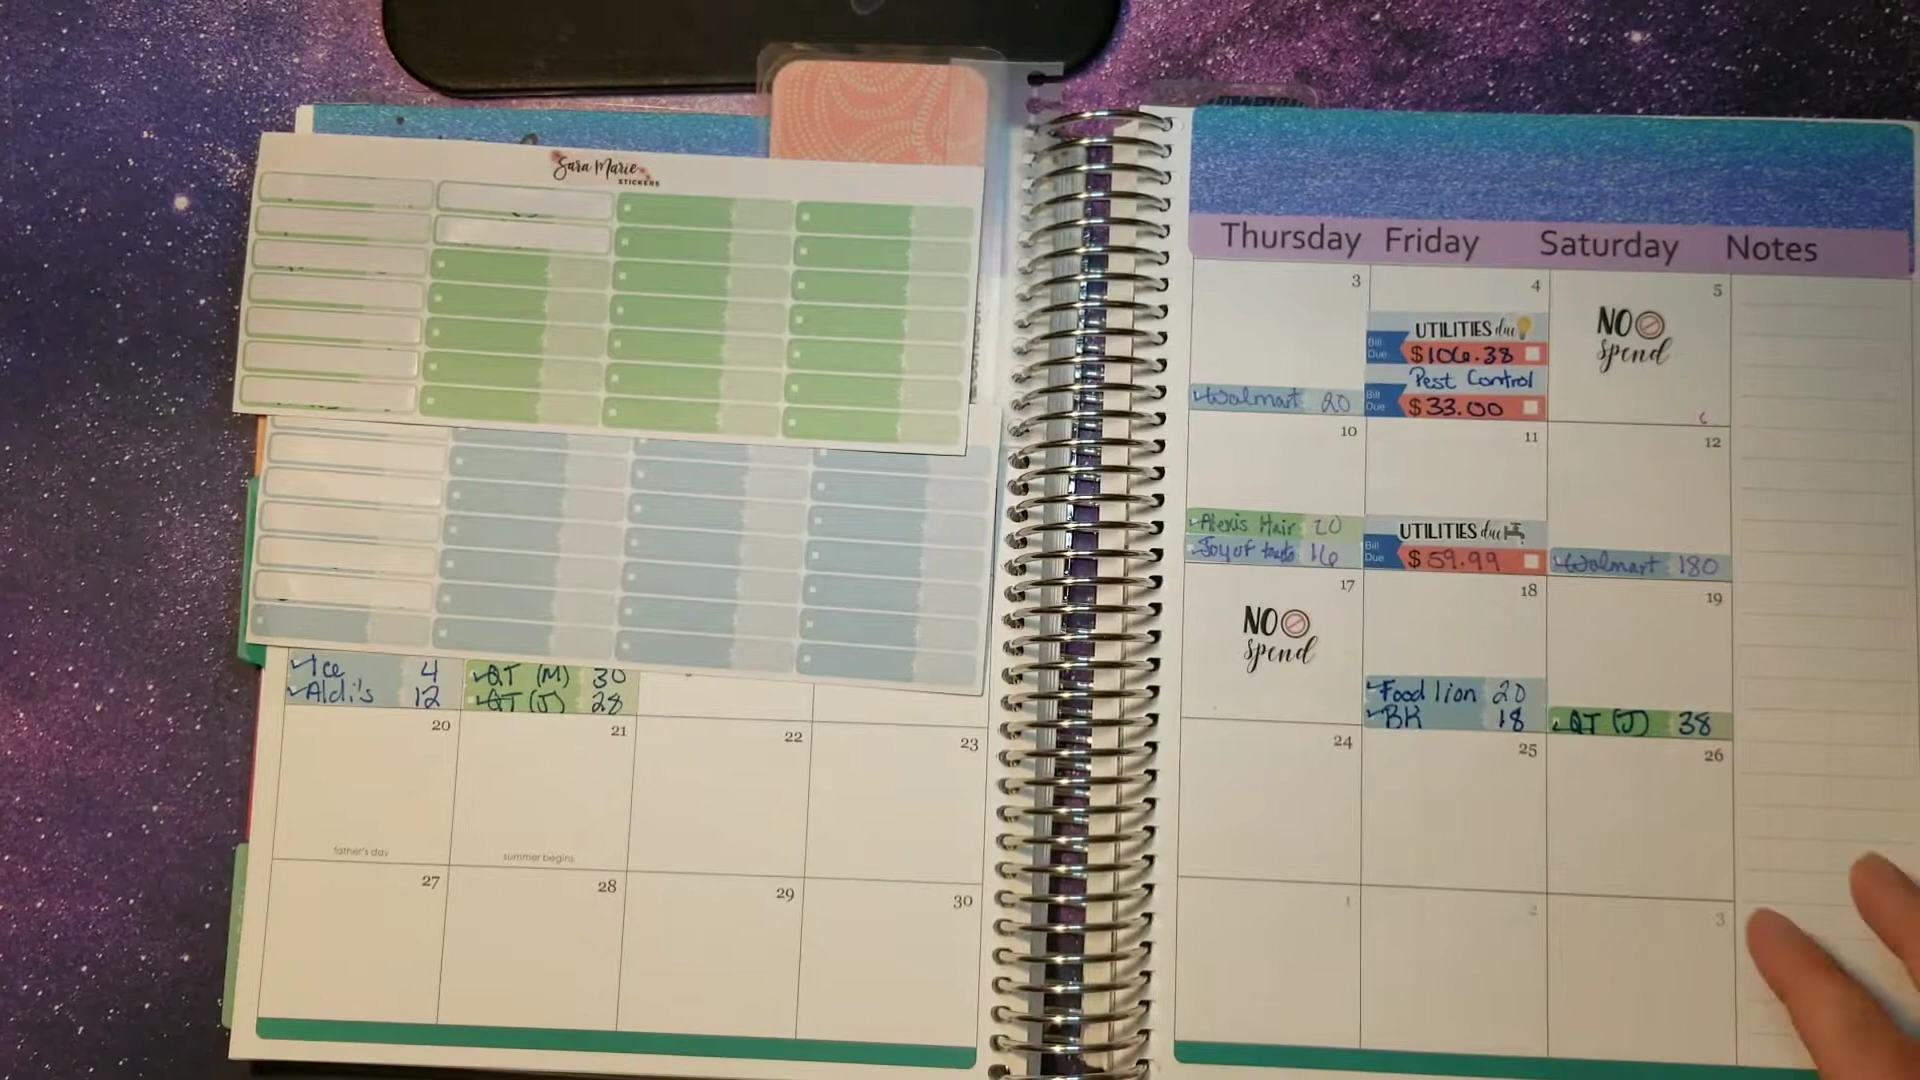 Sara Marie
STICKERS
Thursday Friday Saturday Notes
3 4 5
UTILITIES due
Bill Due $106.38
Pest Control
Bill Due $33.00
NO
Spend
Walmart 20
10 11 12
Alexis Hair 20
UTILITIES due
Bill Due $59.99
Walmart 180
17 18 19
NO
Spend
Ice 4
Aldi's 12
QT (M) 30
QT (J) 28
Food lion 20
BK 18
QT (J) 38
20 21 22 23
father's day
summer begins
24 25 26
27 28 29 30
1 2 3